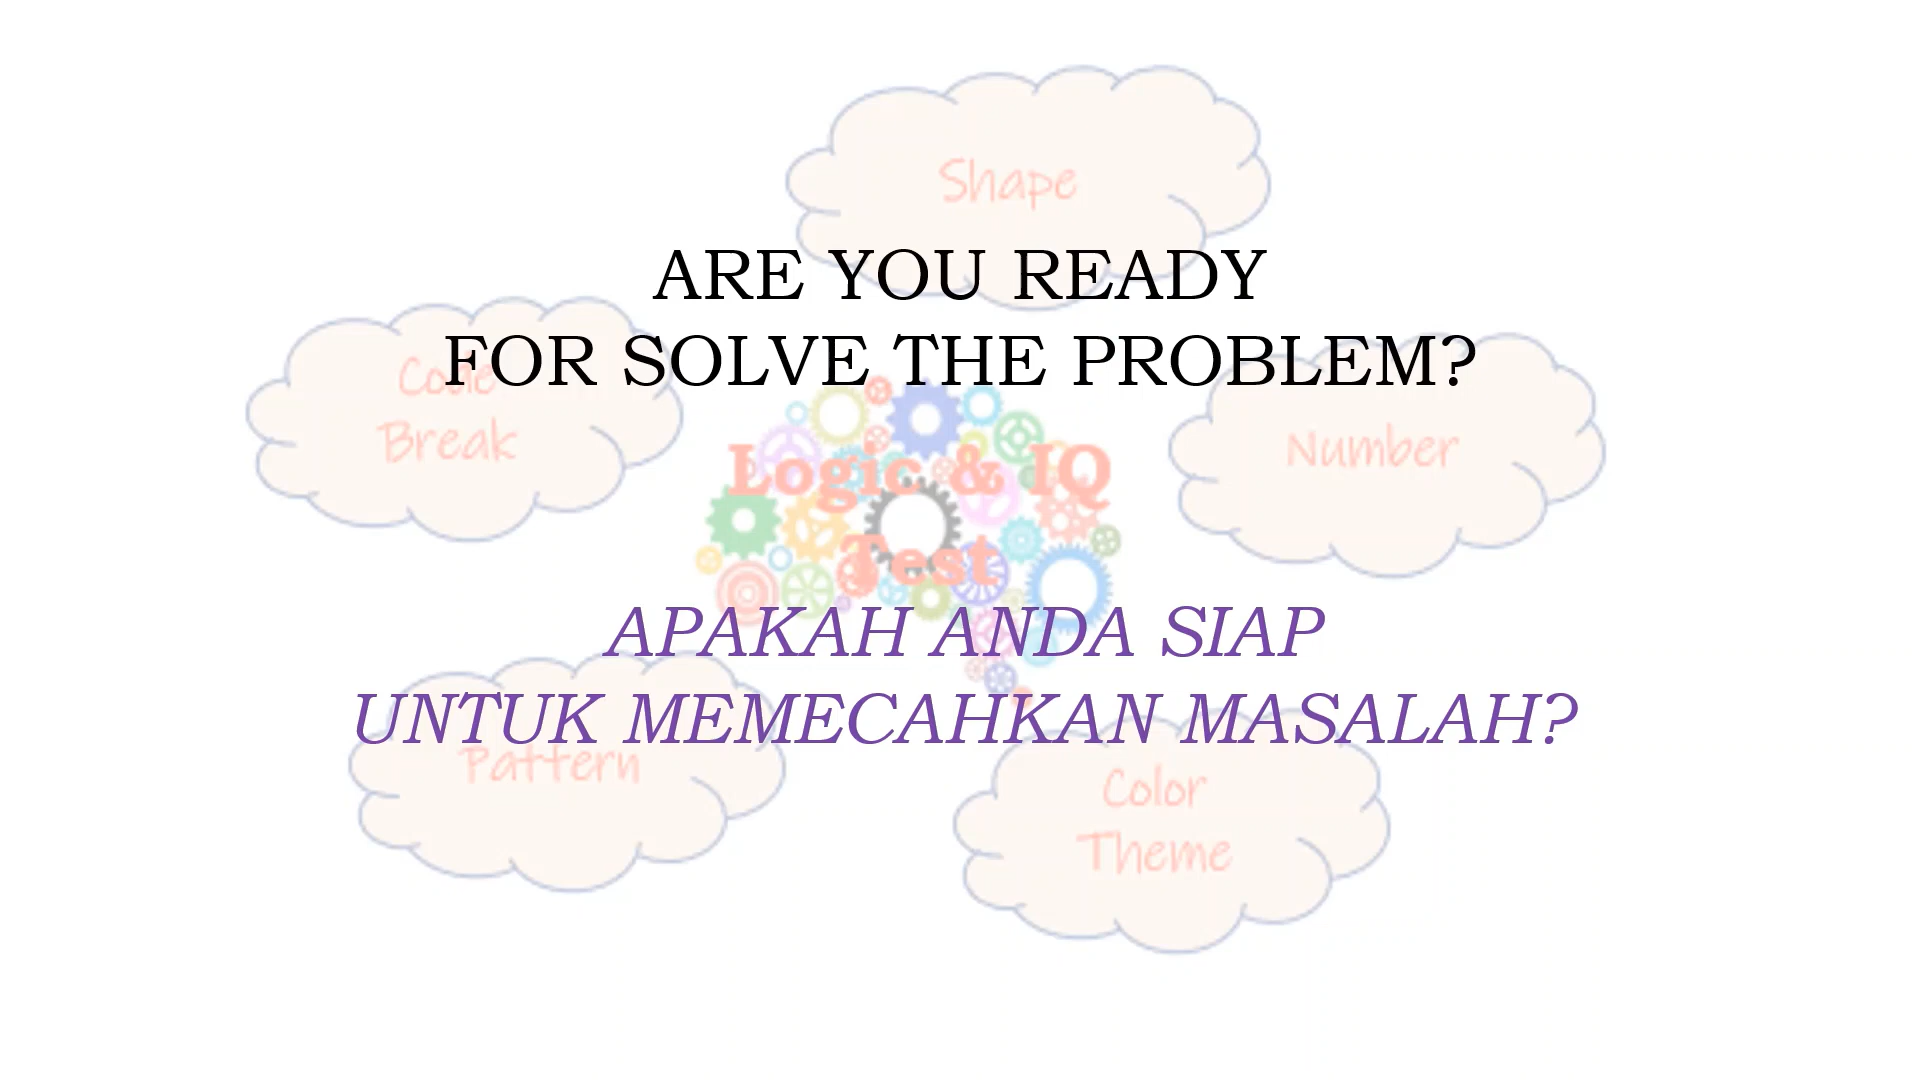 Shape
ARE YOU READY
FOR SOLVE THE PROBLEM?
Code
Break
Number
Logic & IQ
Test
APAKAH ANDA SIAP
UNTUK MEMECAHKAN MASALAH?
Pattern
Color
Theme